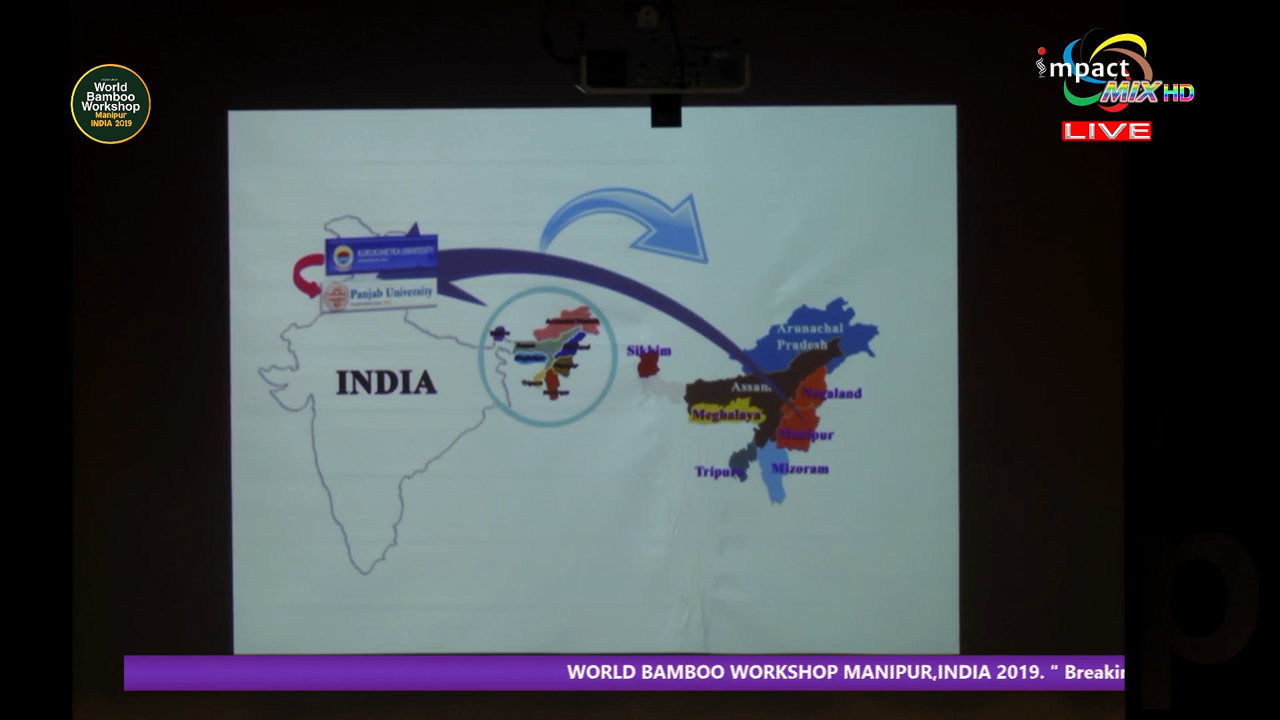 World
Bamboo
Workshop
Manipur
INDIA 2019
impact
MIX HD
LIVE
KURUKSHETRA UNIVERSITY
Panjab University
INDIA
Sikkim
Arunachal
Pradesh
Assam
Nagaland
Meghalaya
Manipur
Tripura
Mizoram
WORLD BAMBOO WORKSHOP MANIPUR,INDIA 2019. " Breakin